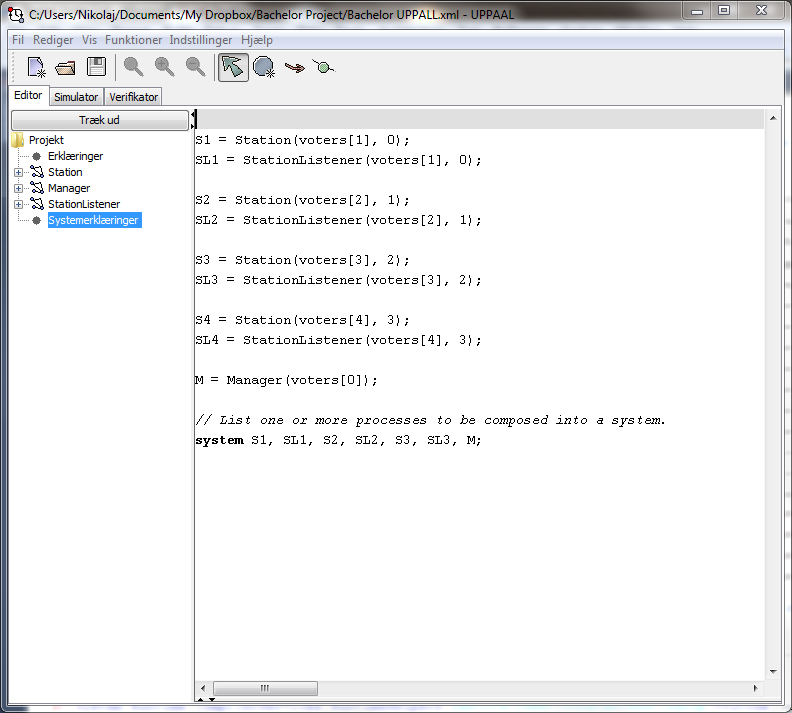 C:/Users/Nikolaj/Documents/My Dropbox/Bachelor Project/Bachelor UPPALL.xml - UPPAAL
Fil Rediger Vis Funktioner Indstillinger Hjælp
Editor Simulator Verifikator
Træk ud
Projekt
Erklæringer
Station
Manager
StationListener
Systemerklæringer
S1 = Station(voters[1], 0);
SL1 = StationListener(voters[1], 0);
S2 = Station(voters[2], 1);
SL2 = StationListener(voters[2], 1);
S3 = Station(voters[3], 2);
SL3 = StationListener(voters[3], 2);
S4 = Station(voters[4], 3);
SL4 = StationListener(voters[4], 3);
M = Manager(voters[0]);
// List one or more processes to be composed into a system.
system S1, SL1, S2, SL2, S3, SL3, M;